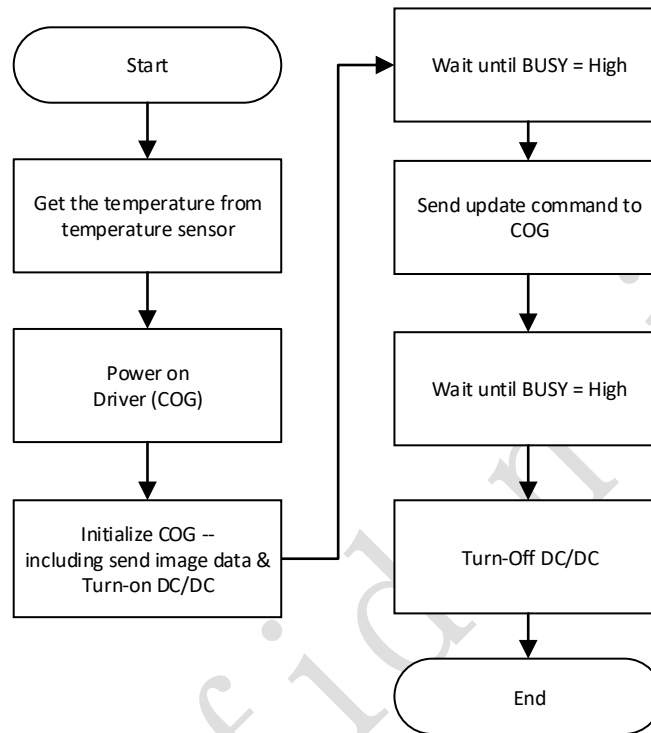 Start
Get the temperature from
temperature sensor
Power on
Driver (COG)
Initialize COG --
including send image data &
Turn-on DC/DC
Wait until BUSY = High
Send update command to
COG
Wait until BUSY = High
Turn-Off DC/DC
End